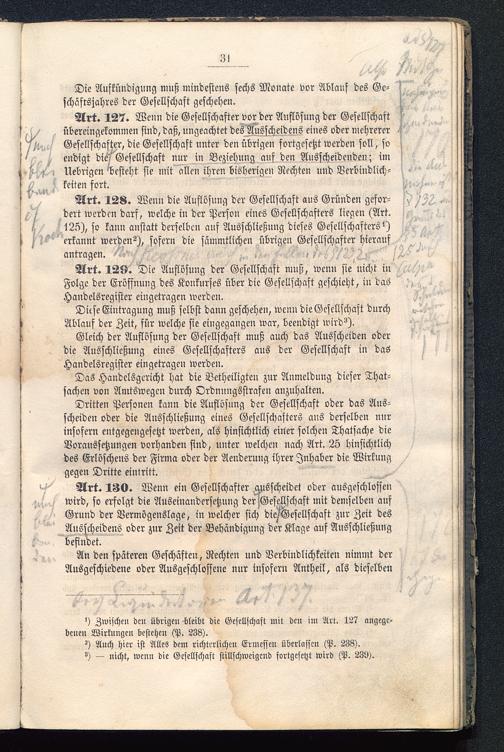 31
Die Aufkündigung muß mindestens sechs Monate vor Ablauf des Ge-
schäftsjahres der Gesellschaft geschehen.
Art. 127. Wenn die Gesellschafter vor der Auflösung der Gesellschaft
übereingekommen sind, daß, ungeachtet des Ausscheidens eines oder mehrerer
Gesellschafter, die Gesellschaft unter den übrigen fortgesetzt werden soll, so
endigt die Gesellschaft nur in Beziehung auf den Ausscheidenden; im
Uebrigen besteht sie mit allen ihren bisherigen Rechten und Verbindlich-
keiten fort.
Art. 128. Wenn die Auflösung der Gesellschaft aus Gründen gefor-
dert werden darf, welche in der Person eines Gesellschafters liegen (Art.
125), so kann anstatt derselben auf Ausschließung dieses Gesellschafters¹)
erkannt werden²), sofern die sämmtlichen übrigen Gesellschafter hierauf
antragen.
Art. 129. Die Auflösung der Gesellschaft muß, wenn sie nicht in
Folge der Eröffnung des Konkurses über die Gesellschaft geschieht, in das
Handelsregister eingetragen werden.
Diese Eintragung muß selbst dann geschehen, wenn die Gesellschaft durch
Ablauf der Zeit, für welche sie eingegangen war, beendigt wird³).
Gleich der Auflösung der Gesellschaft muß auch das Ausscheiden oder
die Ausschließung eines Gesellschafters aus der Gesellschaft in das
Handelsregister eingetragen werden.
Das Handelsgericht hat die Betheiligten zur Anmeldung dieser That-
sachen von Amtswegen durch Ordnungsstrafen anzuhalten.
Dritten Personen kann die Auflösung der Gesellschaft oder das Aus-
scheiden oder die Ausschließung eines Gesellschafters aus derselben nur
insofern entgegengesetzt werden, als hinsichtlich einer solchen Thatsache die
Voraussetzungen vorhanden sind, unter welchen nach Art. 25 hinsichtlich
des Erlöschens der Firma oder der Aenderung ihrer Inhaber die Wirkung
gegen Dritte eintritt.
Art. 130. Wenn ein Gesellschafter ausscheidet oder ausgeschlossen
wird, so erfolgt die Auseinandersetzung der Gesellschaft mit demselben auf
Grund der Vermögenslage, in welcher sich die Gesellschaft zur Zeit des
Ausscheidens oder zur Zeit der Behändigung der Klage auf Ausschließung
befindet.
An den späteren Geschäften, Rechten und Verbindlichkeiten nimmt der
Ausgeschiedene oder Ausgeschlossene nur insofern Antheil, als dieselben
Art 137.
¹) Zwischen den übrigen bleibt die Gesellschaft mit den im Art. 127 angege-
benen Wirkungen bestehen (P. 238).
²) Auch hier ist Alles dem richterlichen Ermessen überlassen (P. 238).
³) — nicht, wenn die Gesellschaft stillschweigend fortgesetzt wird (P. 239).